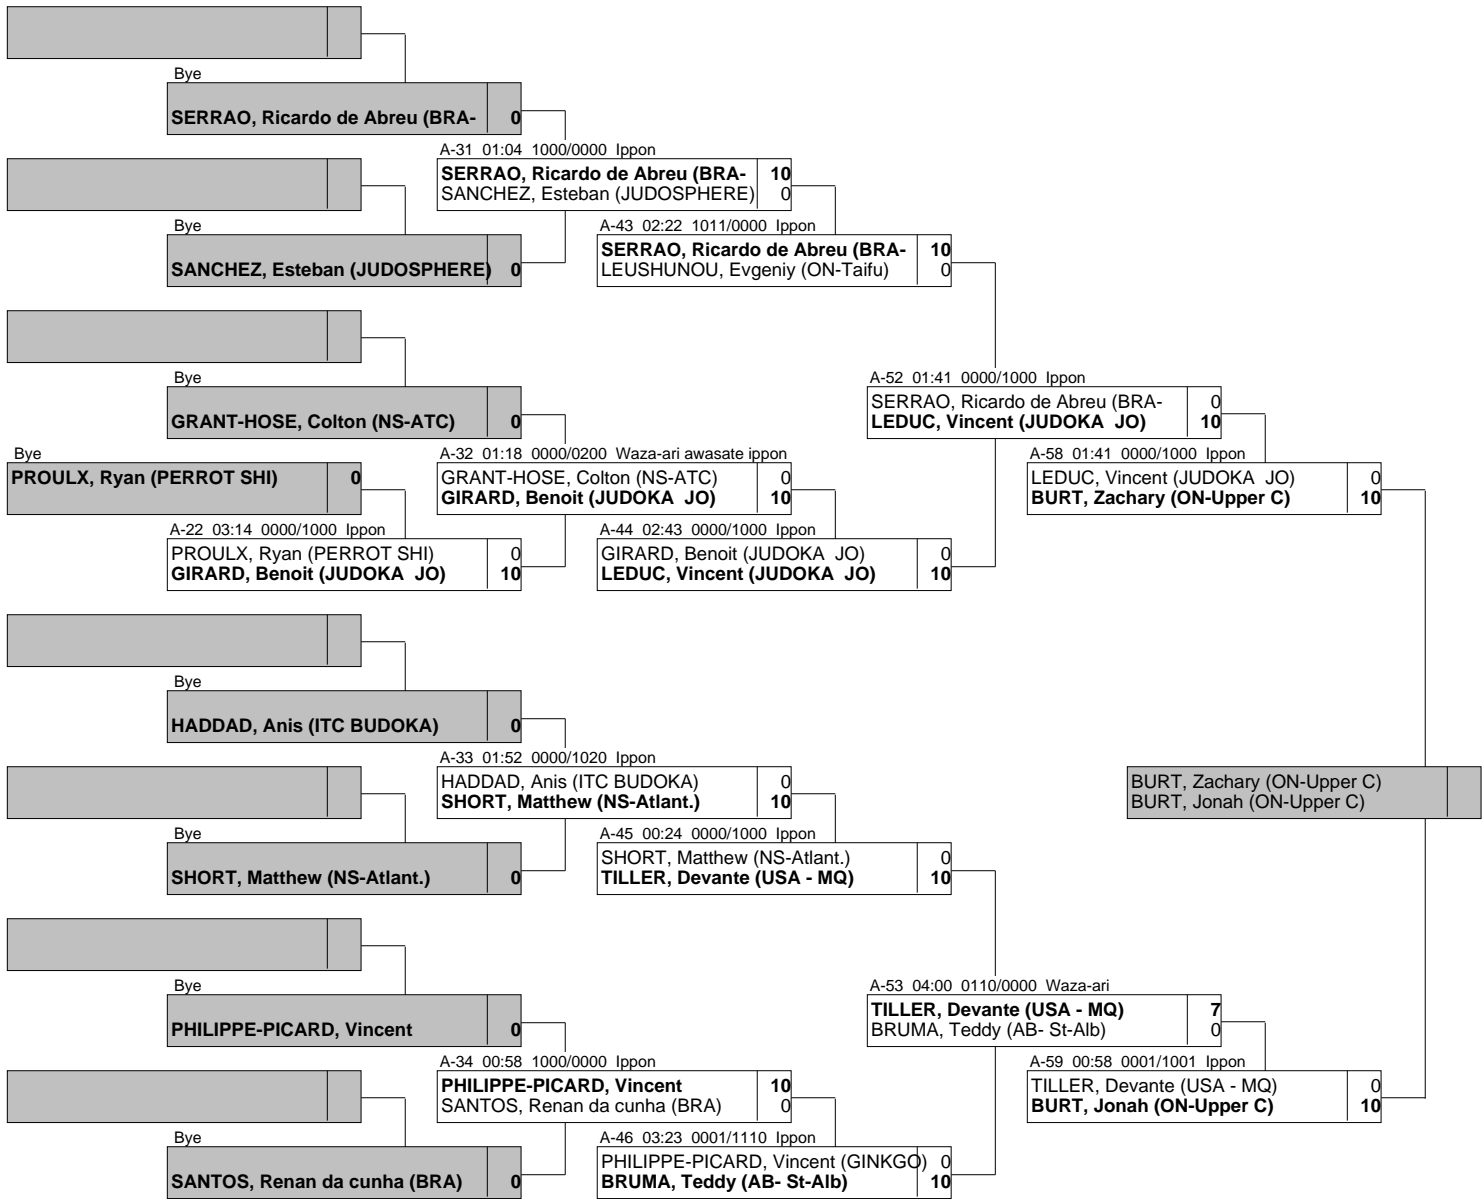 Bye
SERRAO, Ricardo de Abreu (BRA- 0
A-31 01:04 1000/0000 Ippon
SERRAO, Ricardo de Abreu (BRA- 10
SANCHEZ, Esteban (JUDOSPHERE) 0
Bye
SANCHEZ, Esteban (JUDOSPHERE) 0
A-43 02:22 1011/0000 Ippon
SERRAO, Ricardo de Abreu (BRA- 10
LEUSHUNOU, Evgeniy (ON-Taifu) 0
Bye
GRANT-HOSE, Colton (NS-ATC) 0
A-52 01:41 0000/1000 Ippon
SERRAO, Ricardo de Abreu (BRA- 0
LEDUC, Vincent (JUDOKA JO) 10
Bye
PROULX, Ryan (PERROT SHI) 0
A-32 01:18 0000/0200 Waza-ari awasate ippon
GRANT-HOSE, Colton (NS-ATC) 0
GIRARD, Benoit (JUDOKA JO) 10
A-58 01:41 0000/1000 Ippon
LEDUC, Vincent (JUDOKA JO) 0
BURT, Zachary (ON-Upper C) 10
A-22 03:14 0000/1000 Ippon
PROULX, Ryan (PERROT SHI) 0
GIRARD, Benoit (JUDOKA JO) 10
A-44 02:43 0000/1000 Ippon
GIRARD, Benoit (JUDOKA JO) 0
LEDUC, Vincent (JUDOKA JO) 10
Bye
HADDAD, Anis (ITC BUDOKA) 0
A-33 01:52 0000/1020 Ippon
HADDAD, Anis (ITC BUDOKA) 0
SHORT, Matthew (NS-Atlant.) 10
BURT, Zachary (ON-Upper C)
BURT, Jonah (ON-Upper C)
Bye
SHORT, Matthew (NS-Atlant.) 0
A-45 00:24 0000/1000 Ippon
SHORT, Matthew (NS-Atlant.) 0
TILLER, Devante (USA - MQ) 10
Bye
PHILIPPE-PICARD, Vincent 0
A-53 04:00 0110/0000 Waza-ari
TILLER, Devante (USA - MQ) 7
BRUMA, Teddy (AB- St-Alb) 0
A-34 00:58 1000/0000 Ippon
PHILIPPE-PICARD, Vincent 10
SANTOS, Renan da cunha (BRA) 0
A-59 00:58 0001/1001 Ippon
TILLER, Devante (USA - MQ) 0
BURT, Jonah (ON-Upper C) 10
Bye
SANTOS, Renan da cunha (BRA) 0
A-46 03:23 0001/1110 Ippon
PHILIPPE-PICARD, Vincent (GINKGO) 0
BRUMA, Teddy (AB- St-Alb) 10